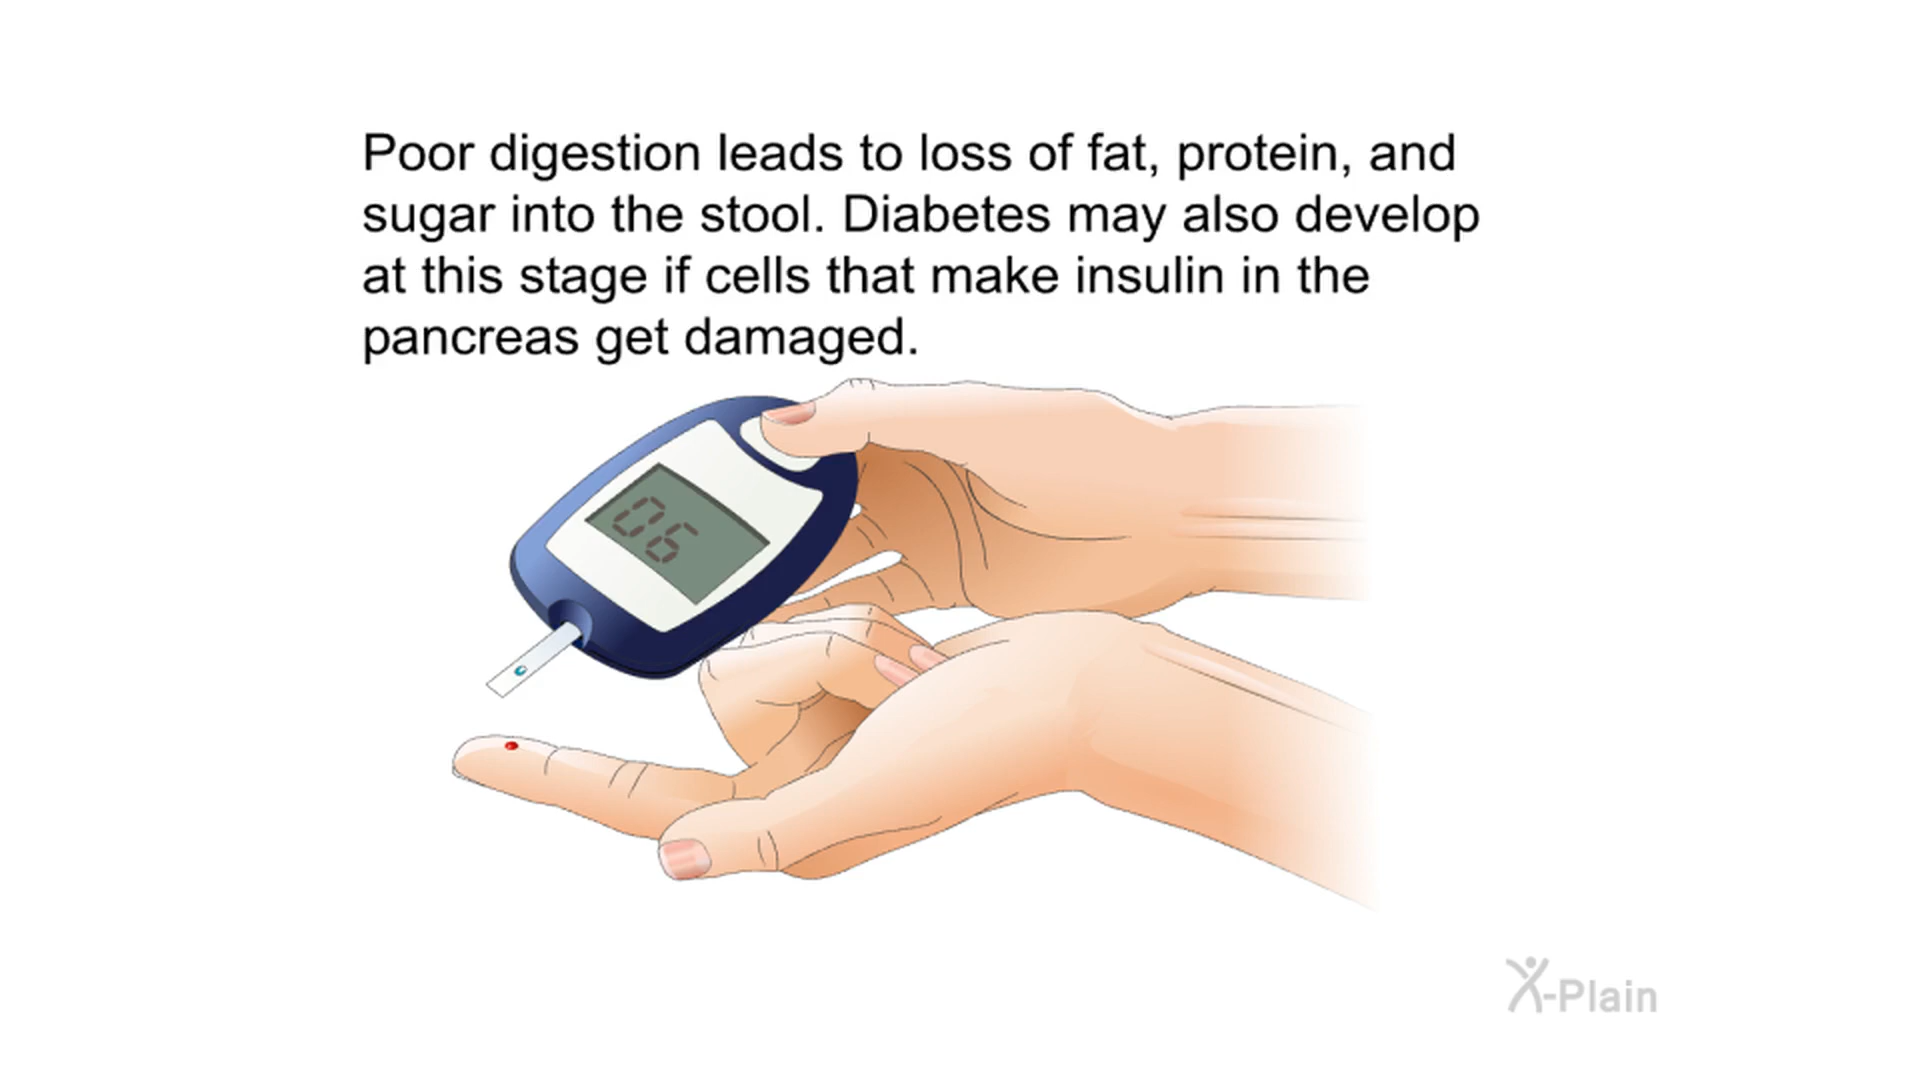 Poor digestion leads to loss of fat, protein, and
sugar into the stool. Diabetes may also develop
at this stage if cells that make insulin in the
pancreas get damaged.
06
X-Plain